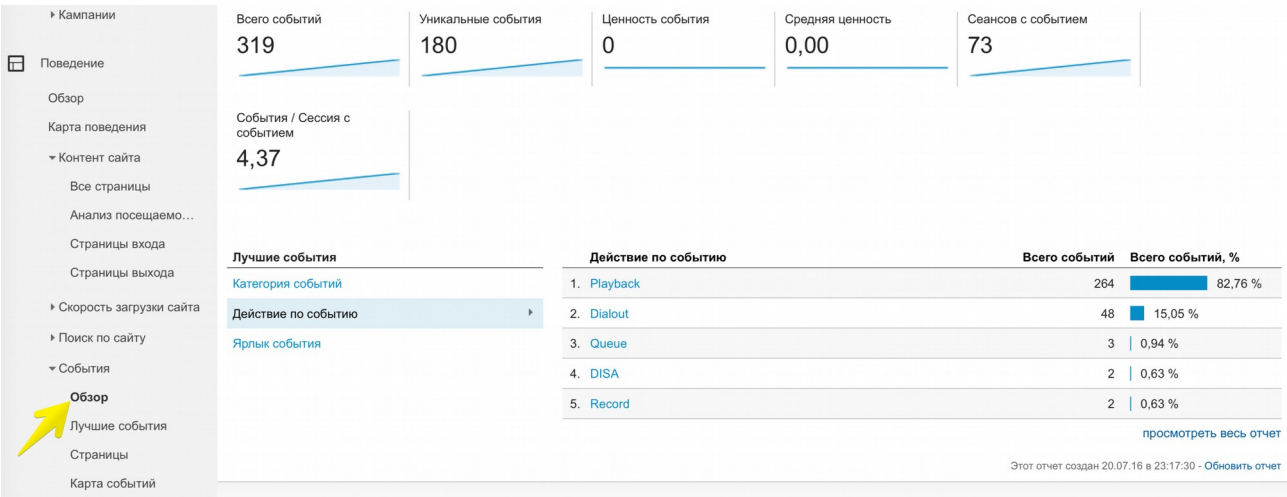 Кампании
Поведение
Обзор
Карта поведения
Контент сайта
Все страницы
Анализ посещаемо…
Страницы входа
Страницы выхода
Скорость загрузки сайта
Поиск по сайту
События
Обзор
Лучшие события
Страницы
Карта событий
Всего событий
319
Уникальные события
180
Ценность события
0
Средняя ценность
0,00
Сеансов с событием
73
События / Сессия с
событием
4,37
Лучшие события
Категория событий
Действие по событию
Ярлык события
Действие по событию Всего событий Всего событий, %
1. Playback 264 82,76 %
2. Dialout 48 15,05 %
3. Queue 3 0,94 %
4. DISA 2 0,63 %
5. Record 2 0,63 %
просмотреть весь отчет
Этот отчет создан 20.07.16 в 23:17:30 - Обновить отчет